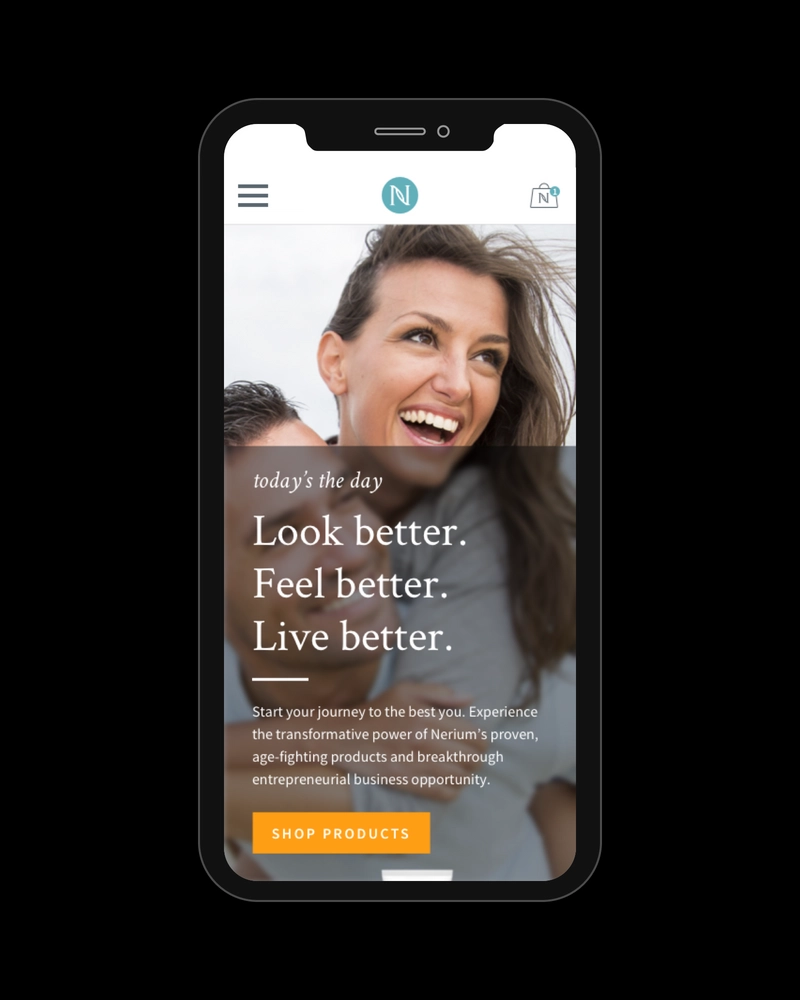 N
N 1
today’s the day
Look better.
Feel better.
Live better.
Start your journey to the best you. Experience
the transformative power of Nerium’s proven,
age-fighting products and breakthrough
entrepreneurial business opportunity.
SHOP PRODUCTS